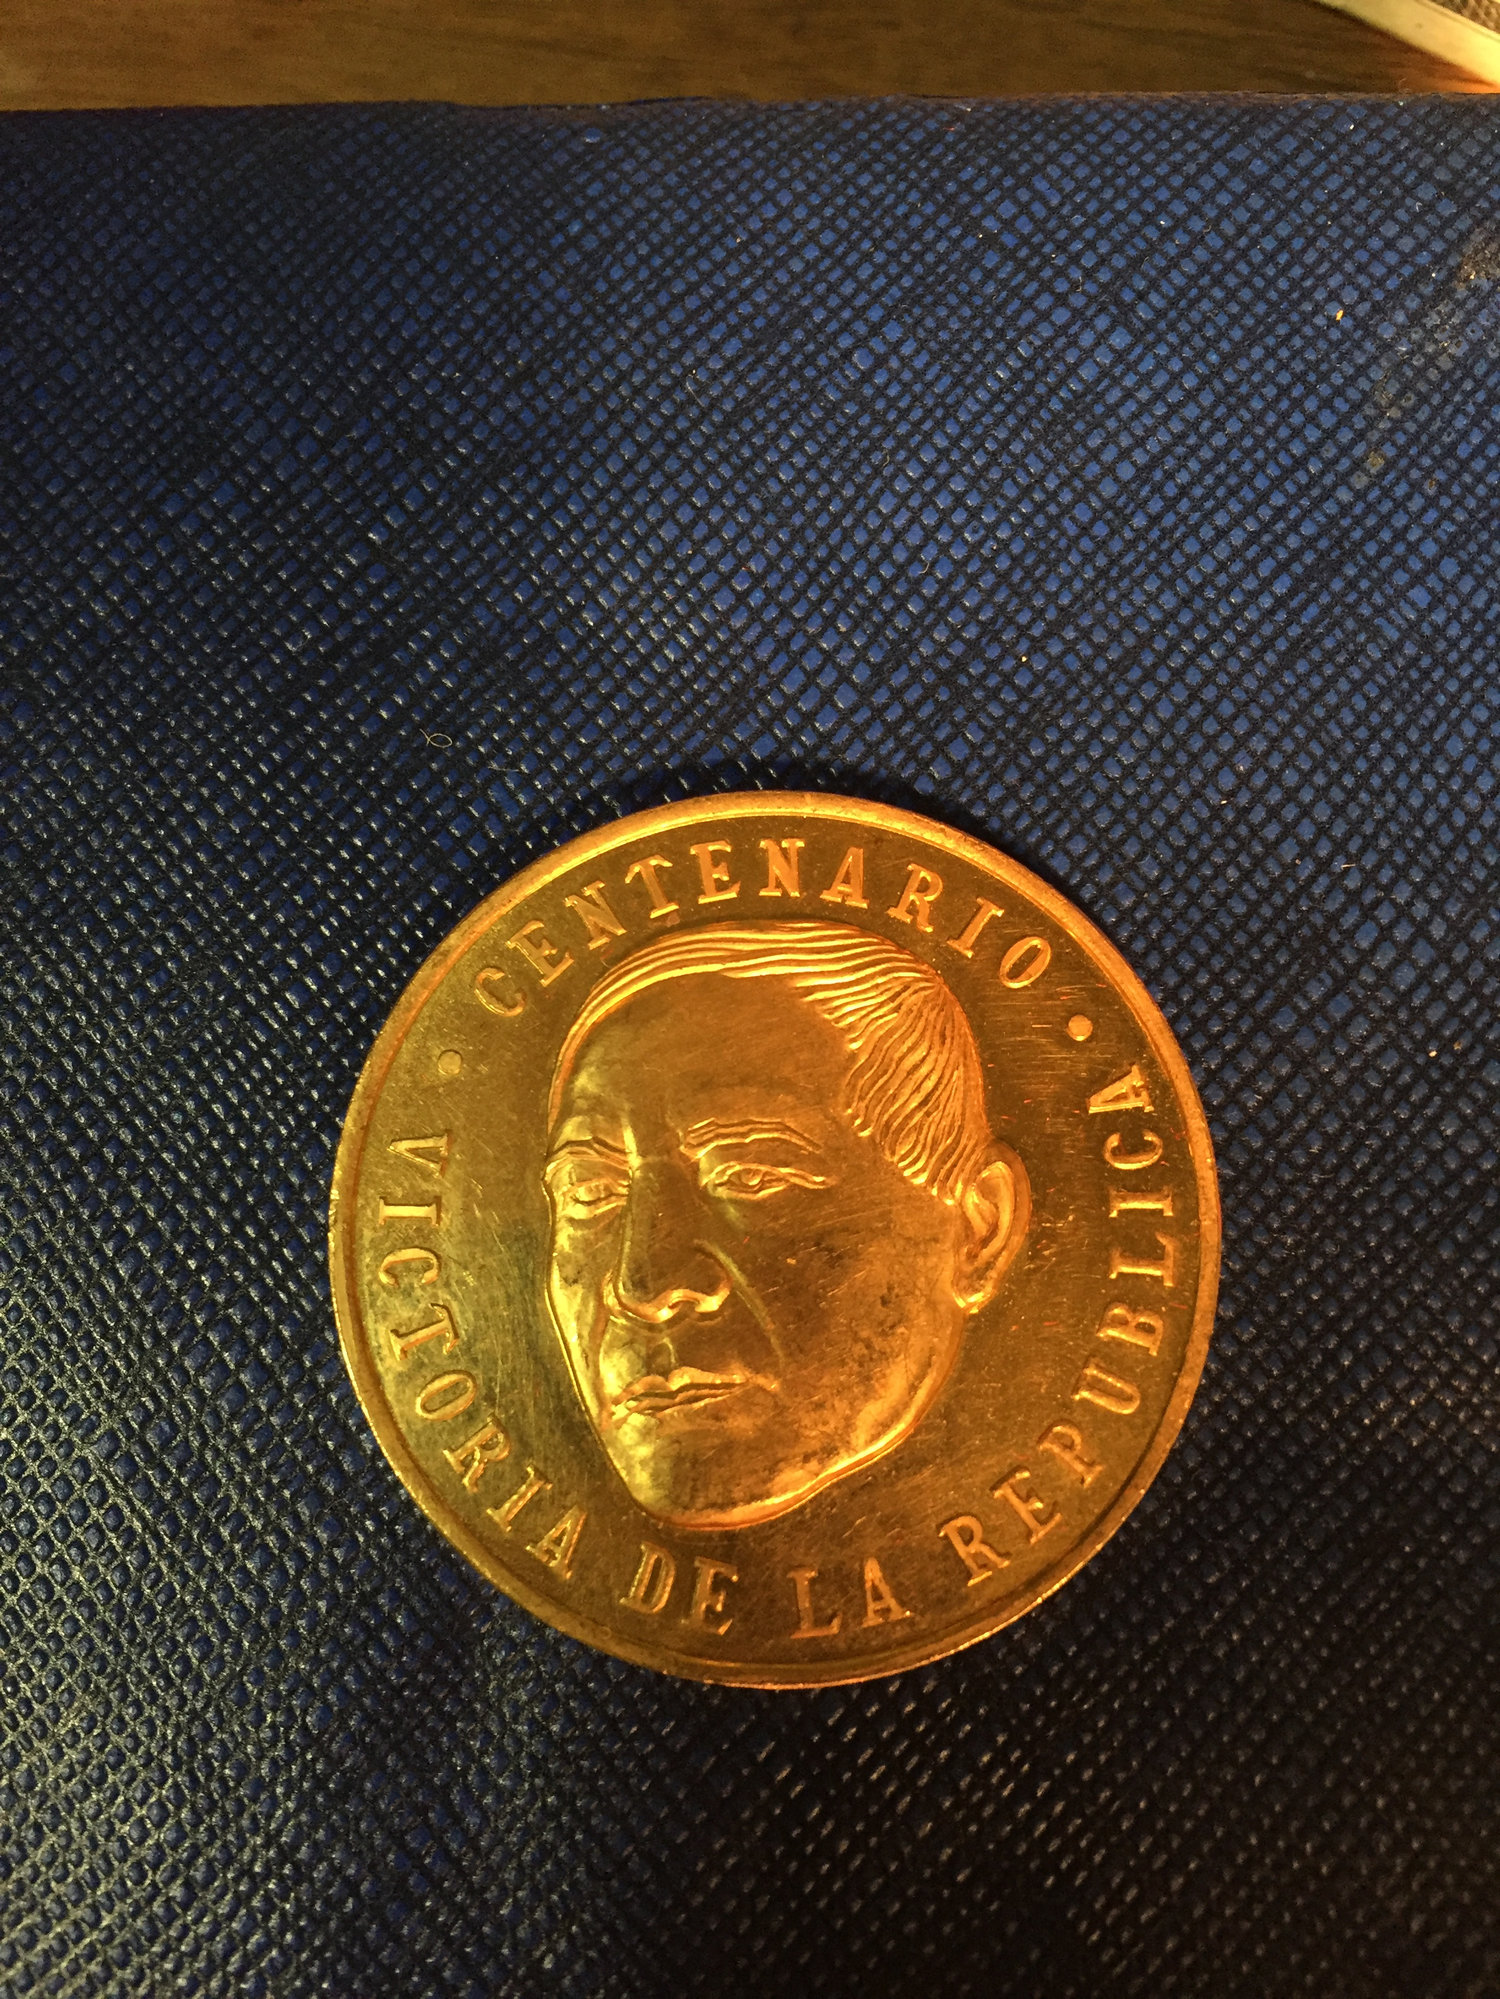 • CENTENARIO •
VICTORIA DE LA REPUBLICA